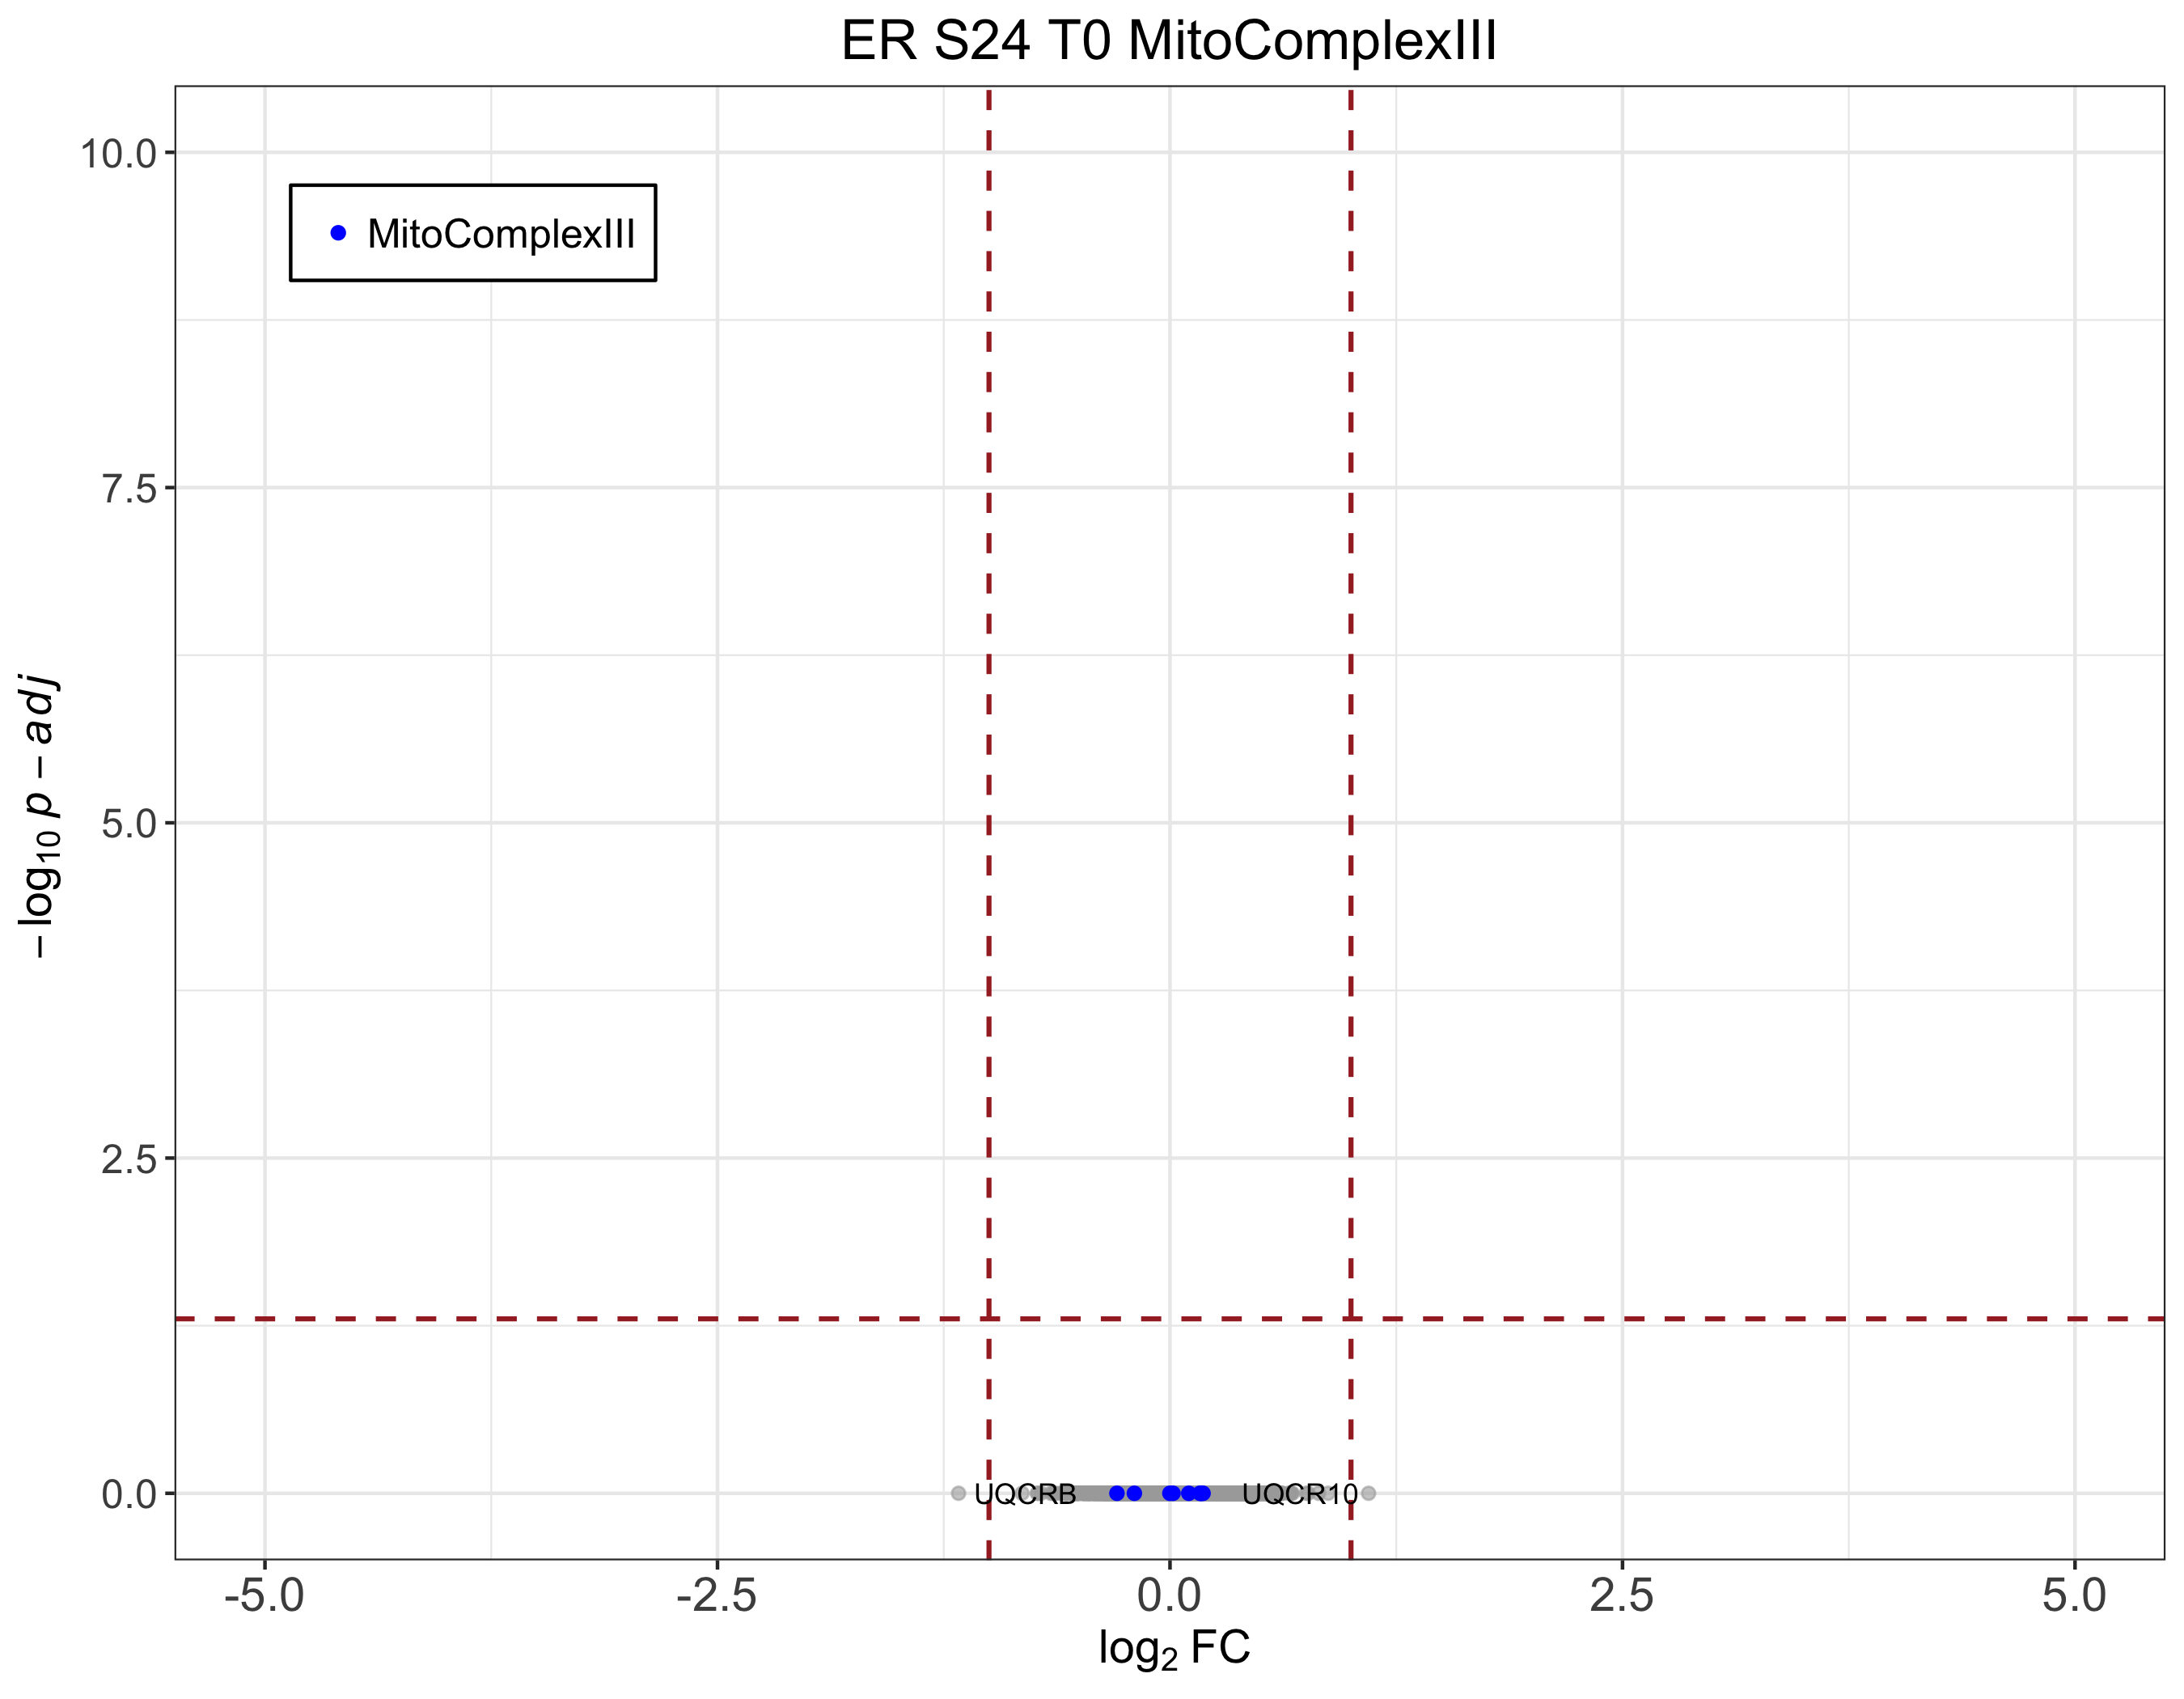 ER S24 T0 MitoComplexIII
10.0
MitoComplexIII
7.5
−log10 p − adj
5.0
2.5
0.0
UQCRB UQCR10
-5.0 -2.5 0.0 2.5 5.0
log2 FC